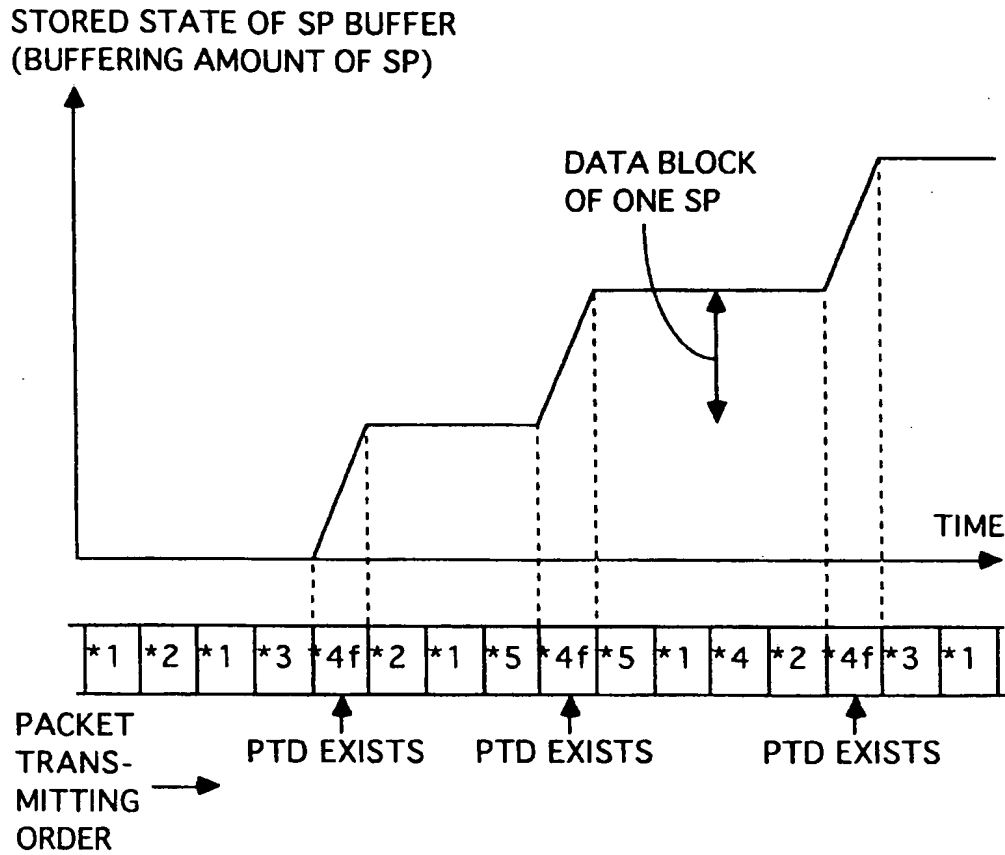 STORED STATE OF SP BUFFER
(BUFFERING AMOUNT OF SP)
DATA BLOCK
OF ONE SP
TIME
*1 *2 *1 *3 *4f *2 *1 *5 *4f *5 *1 *4 *2 *4f *3 *1
PACKET
TRANS-
MITTING
ORDER
PTD EXISTS PTD EXISTS PTD EXISTS